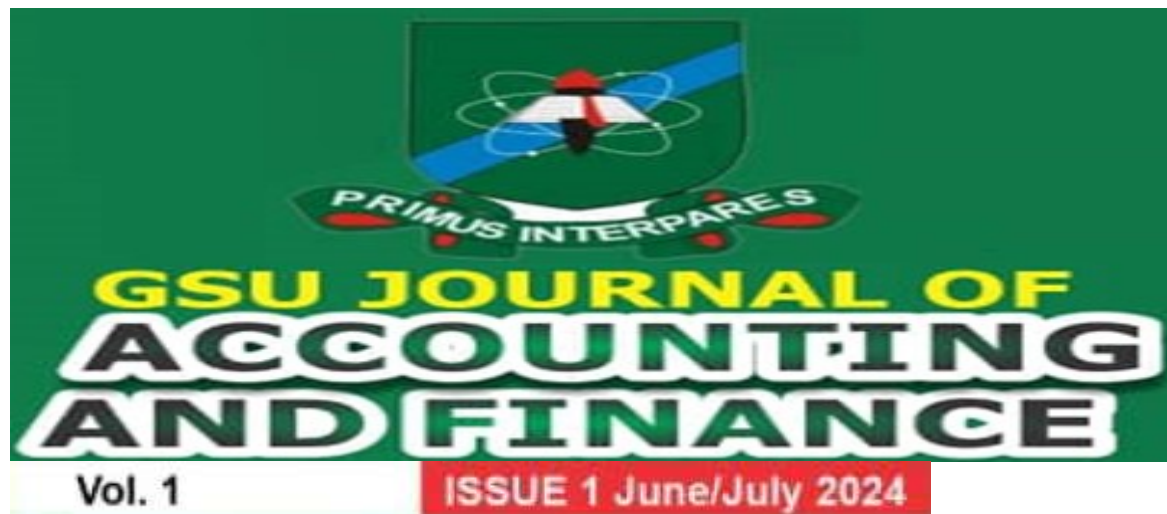 PRIMUS INTERPARES
GSU JOURNAL OF
ACCOUNTING
AND FINANCE
Vol. 1 ISSUE 1 June/July 2024